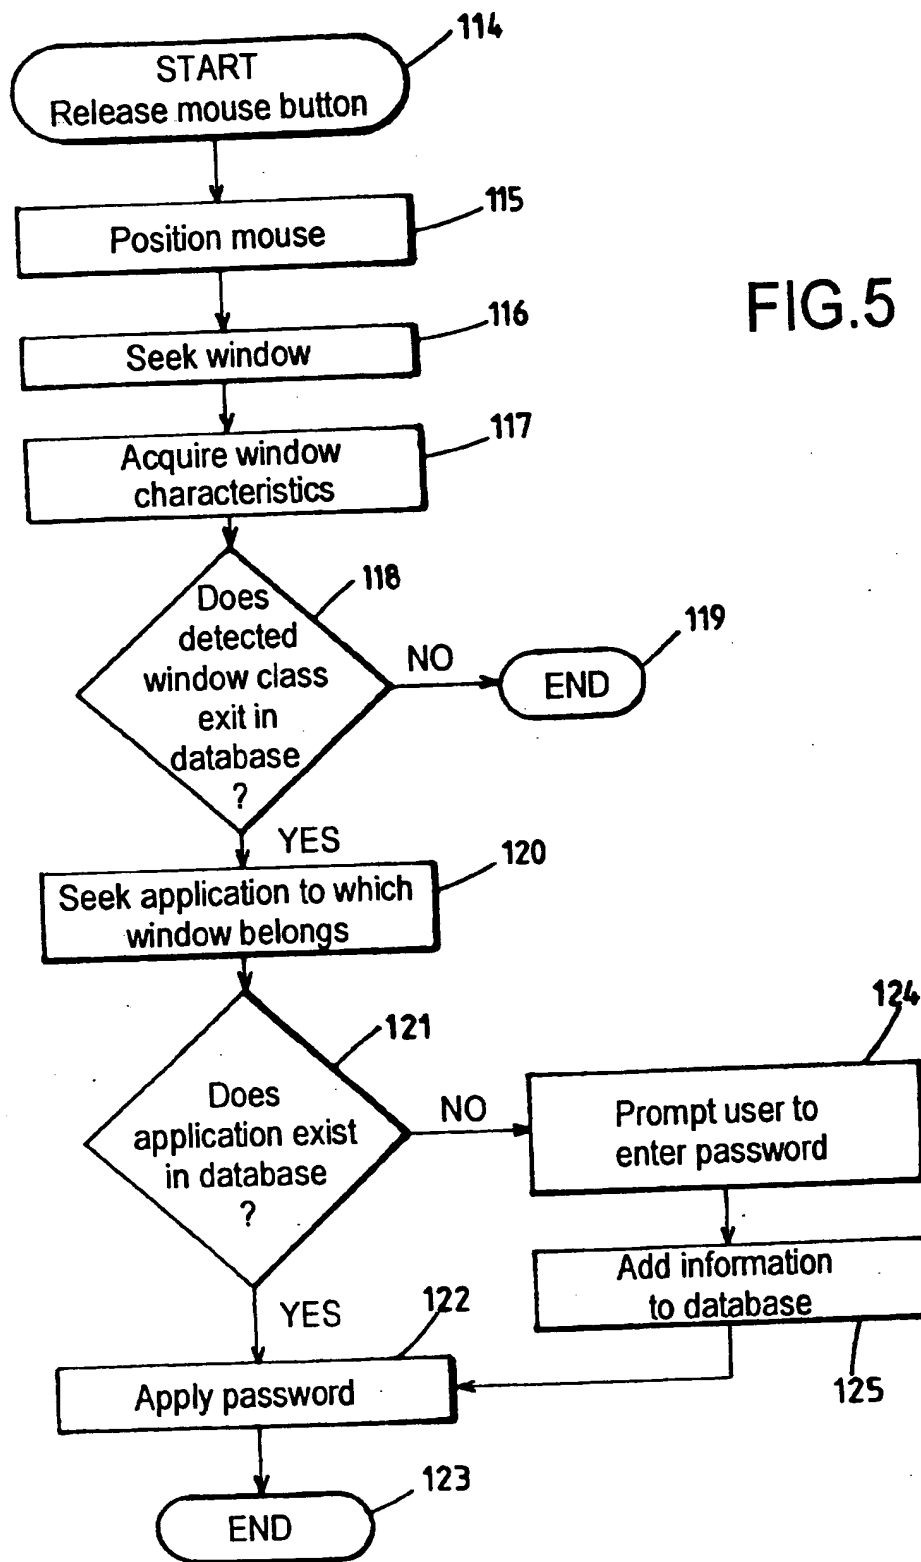 114
START
Release mouse button
115
Position mouse
FIG.5
116
Seek window
117
Acquire window
characteristics
118
Does
detected
window class
exit in
database
?
NO
119
END
YES
120
Seek application to which
window belongs
121
Does
application exist
in database
?
NO
124
Prompt user to
enter password
Add information
to database
125
YES
122
Apply password
123
END